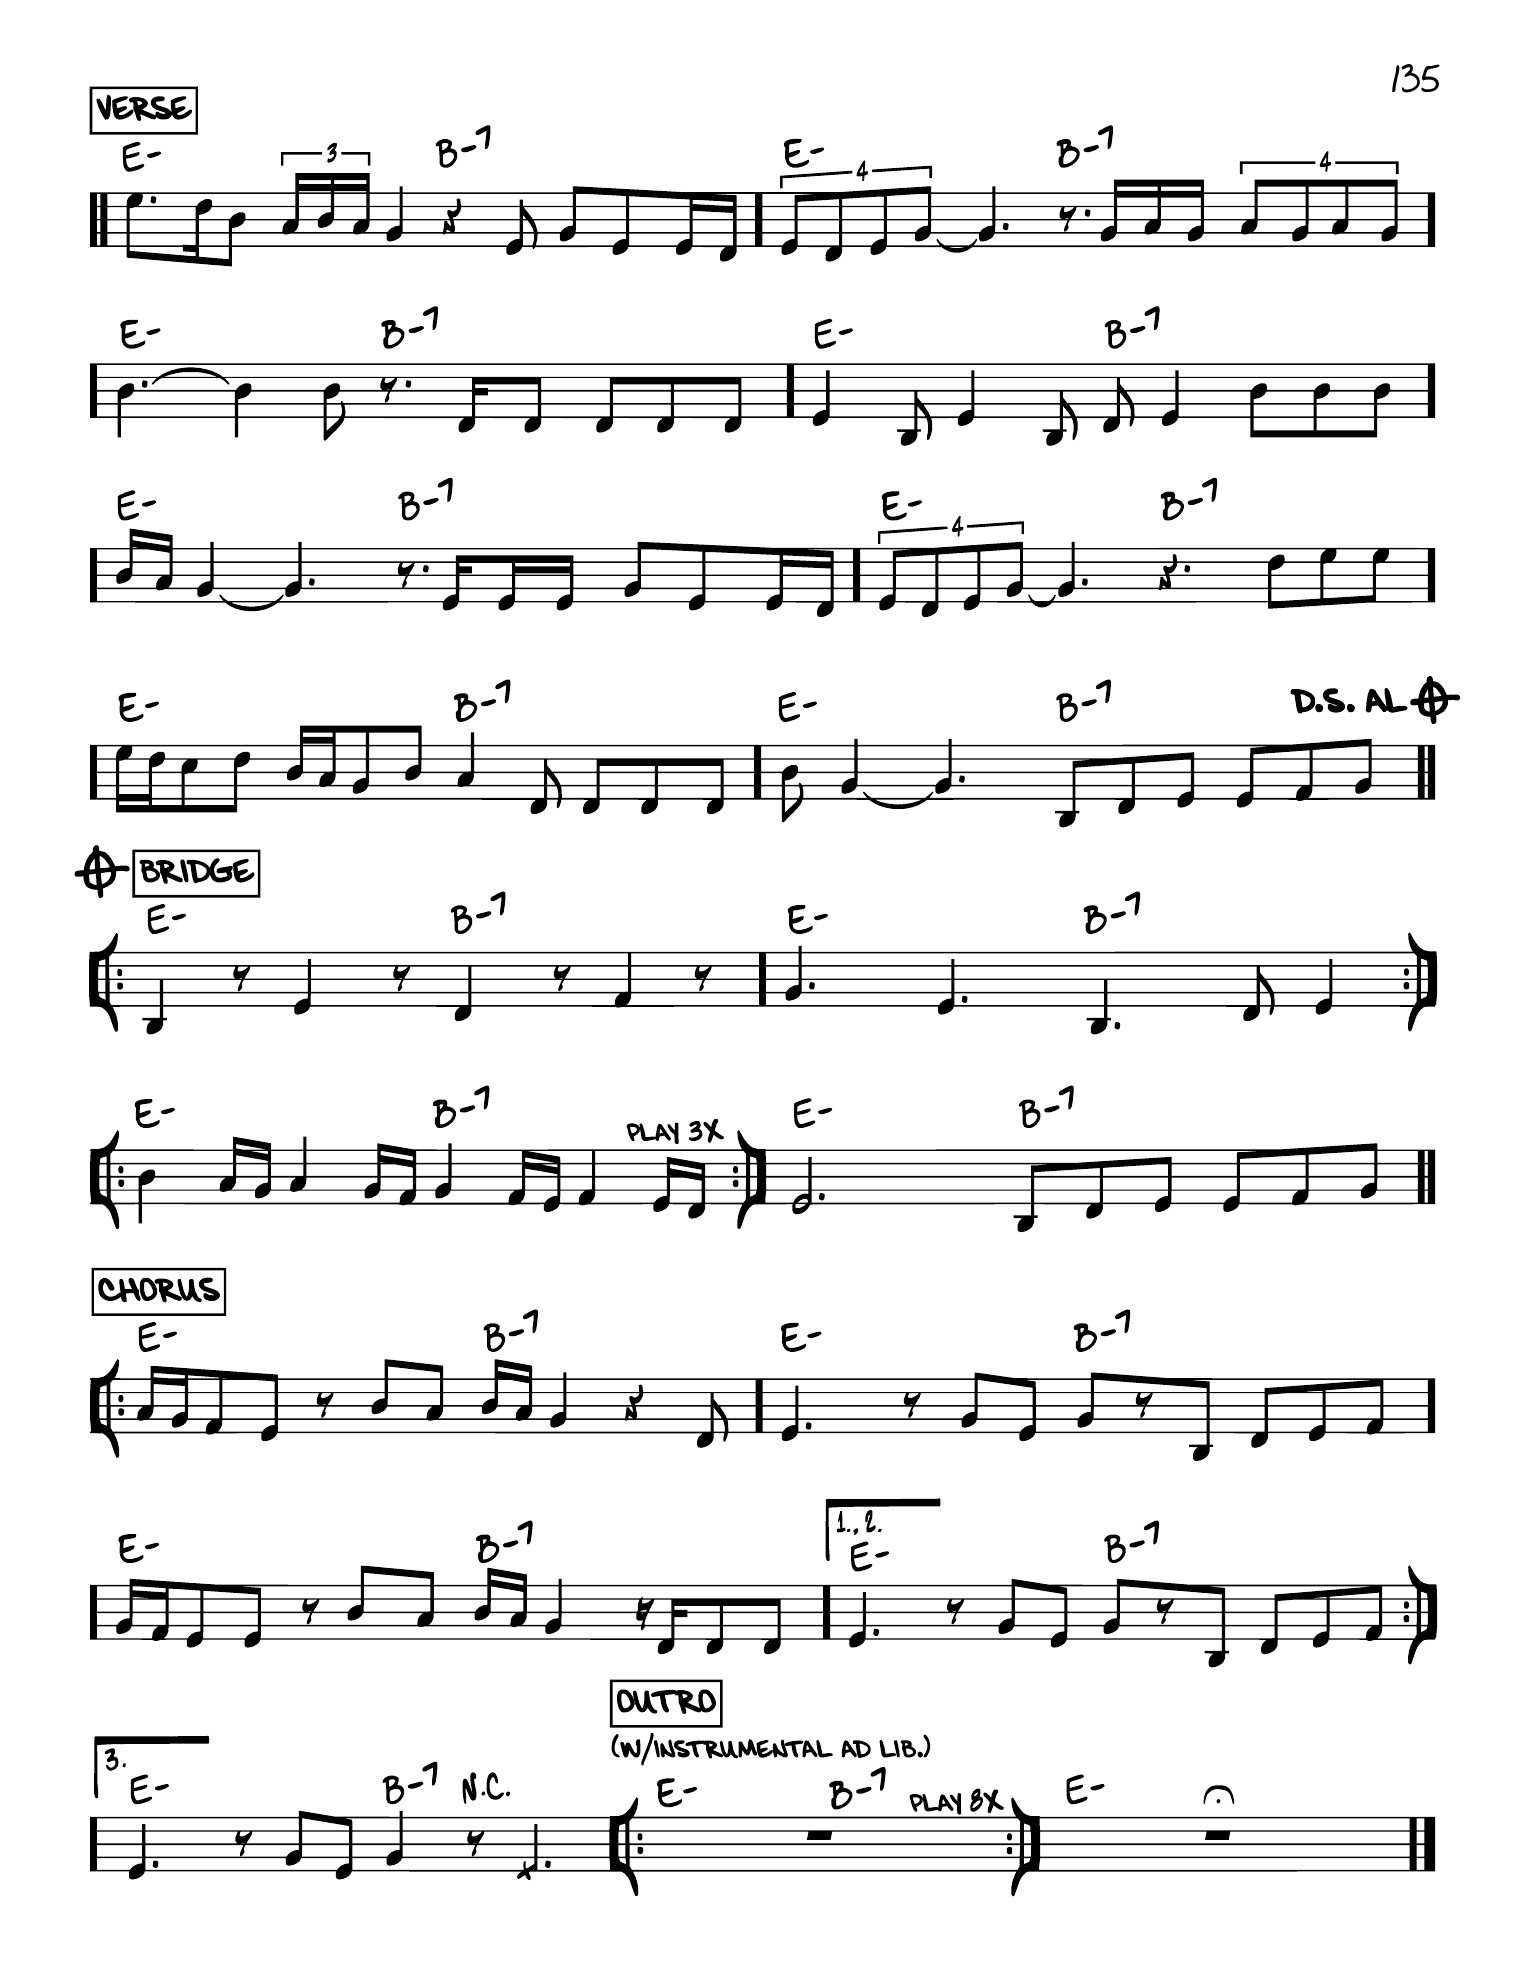 135
VERSE
E- B-7 E- B-7
3 4 4
E- B-7 E- B-7
E- B-7 E- B-7
4
E- B-7 E- B-7 D.S. AL
BRIDGE
E- B-7 E- B-7
E- B-7 PLAY 3X E- B-7
CHORUS
E- B-7 E- B-7
1., 2.
E- B-7 E- B-7
OUTRO
(W/INSTRUMENTAL AD LIB.)
3.
E- B-7 N.C. E- B-7 PLAY 8X E-